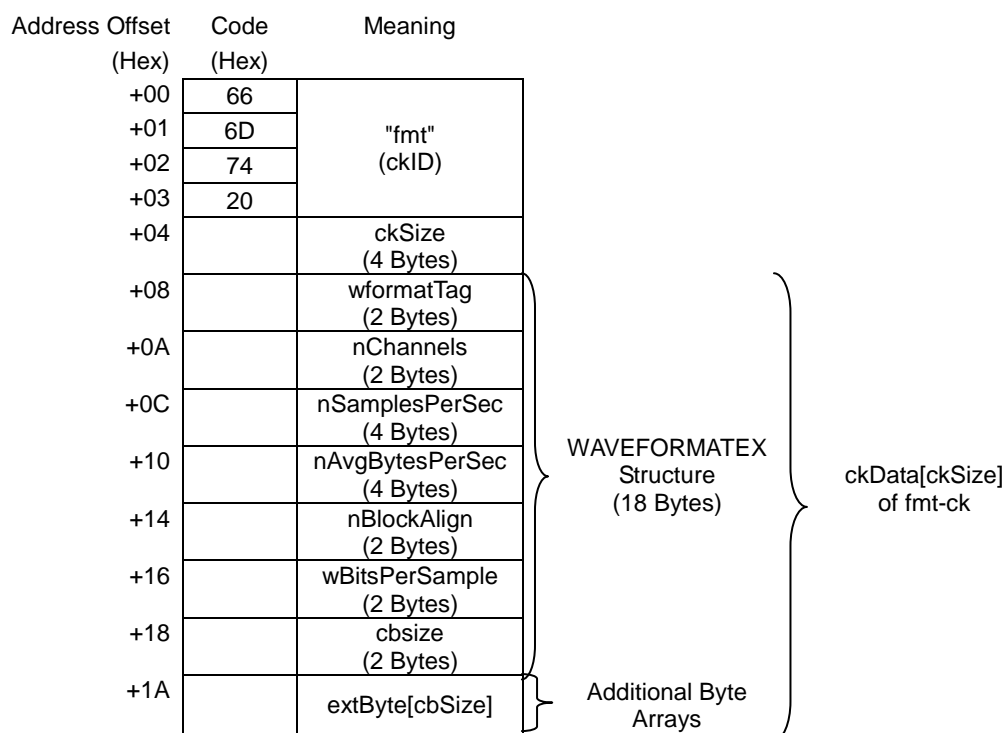 Address Offset Code Meaning
(Hex) (Hex)
+00 66
+01 6D "fmt"
+02 74 (ckID)
+03 20
+04 ckSize
(4 Bytes)
+08 wformatTag
(2 Bytes)
+0A nChannels
(2 Bytes)
+0C nSamplesPerSec
(4 Bytes)
+10 nAvgBytesPerSec
(4 Bytes)
WAVEFORMATEX
Structure
(18 Bytes)
ckData[ckSize]
of fmt-ck
+14 nBlockAlign
(2 Bytes)
+16 wBitsPerSample
(2 Bytes)
+18 cbsize
(2 Bytes)
+1A extByte[cbSize]
Additional Byte
Arrays